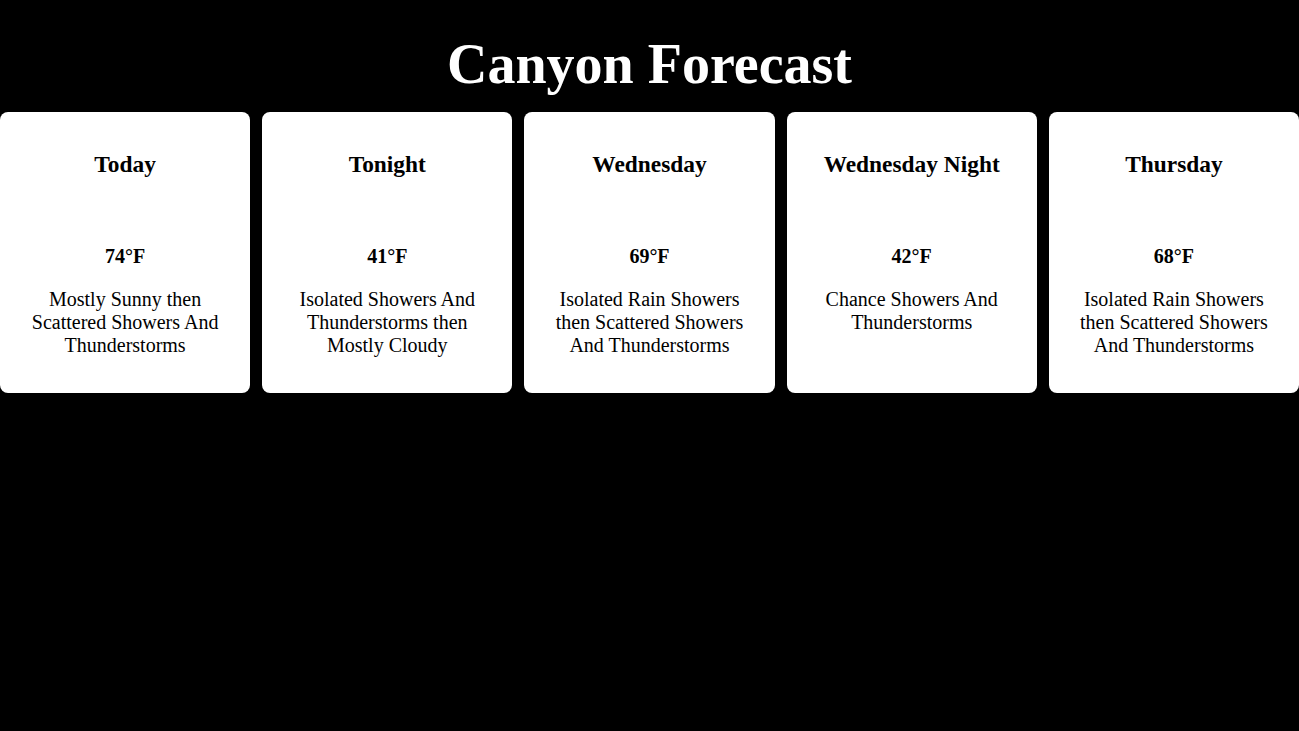 Canyon Forecast
Today
74°F
Mostly Sunny then
Scattered Showers And
Thunderstorms
Tonight
41°F
Isolated Showers And
Thunderstorms then
Mostly Cloudy
Wednesday
69°F
Isolated Rain Showers
then Scattered Showers
And Thunderstorms
Wednesday Night
42°F
Chance Showers And
Thunderstorms
Thursday
68°F
Isolated Rain Showers
then Scattered Showers
And Thunderstorms